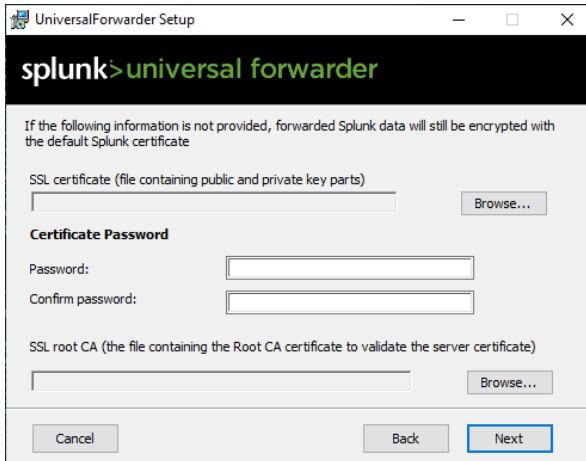 UniversalForwarder Setup
splunk>universal forwarder
If the following information is not provided, forwarded Splunk data will still be encrypted with
the default Splunk certificate
SSL certificate (file containing public and private key parts)
Browse...
Certificate Password
Password:
Confirm password:
SSL root CA (the file containing the Root CA certificate to validate the server certificate)
Browse...
Cancel
Back
Next